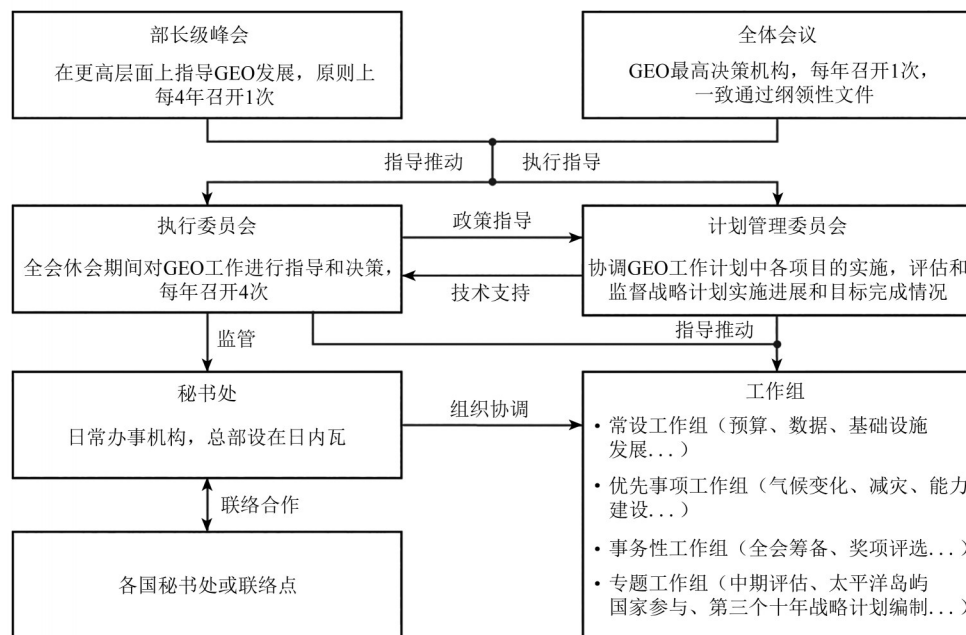 部长级峰会
在更高层面上指导GEO发展，原则上
每4年召开1次
全体会议
GEO最高决策机构，每年召开1次，
一致通过纲领性文件
指导推动
执行指导
执行委员会
全会休会期间对GEO工作进行指导和决策，
每年召开4次
政策指导
技术支持
计划管理委员会
协调GEO工作计划中各项目的实施，评估和
监督战略计划实施进展和目标完成情况
监管
指导推动
秘书处
日常办事机构，总部设在日内瓦
组织协调
工作组
• 常设工作组（预算、数据、基础设施
发展...）
• 优先事项工作组（气候变化、减灾、能力
建设...）
• 事务性工作组（全会筹备、奖项评选...）
• 专题工作组（中期评估、太平洋岛屿
国家参与、第三个十年战略计划编制...）
联络合作
各国秘书处或联络点